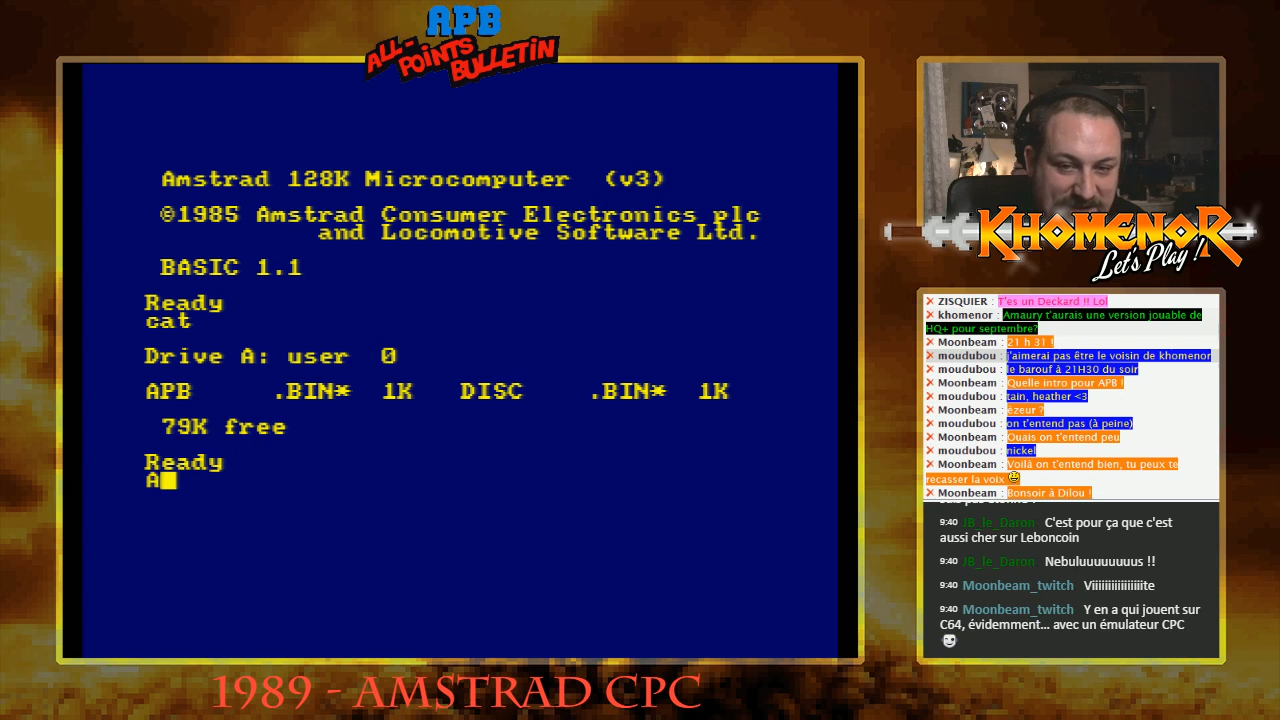 APB
ALL-POINTS BULLETIN
Amstrad 128K Microcomputer (v3)
©1985 Amstrad Consumer Electronics plc
and Locomotive Software Ltd.
BASIC 1.1
Ready
cat
Drive A: user 0
APB .BIN* 1K DISC .BIN* 1K
79K free
Ready
A
1989 - AMSTRAD CPC
KHOMENOR
Let's Play !
ZISQUIER : T'es un Deckard !! Lol
khomenor : Amaury t'aurais une version jouable de
HQ+ pour septembre?
Moonbeam : 21 h 31 !
moudubou : j'aimerai pas être le voisin de khomenor
moudubou : le barouf à 21H30 du soir
Moonbeam : Quelle intro pour APB !
moudubou : tain, heather <3
Moonbeam : ézeur ?
moudubou : on t'entend pas (à peine)
Moonbeam : Ouais on t'entend peu
moudubou : nickel
Moonbeam : Voilà on t'entend bien, tu peux te
recasser la voix
Moonbeam : Bonsoir à Dilou !
9:40 JB_le_Daron C'est pour ça que c'est
aussi cher sur Leboncoin
9:40 JB_le_Daron Nebuluuuuuuuus !!
9:40 Moonbeam_twitch Viiiiiiiiiiiiiiite
9:40 Moonbeam_twitch Y en a qui jouent sur
C64, évidemment... avec un émulateur CPC